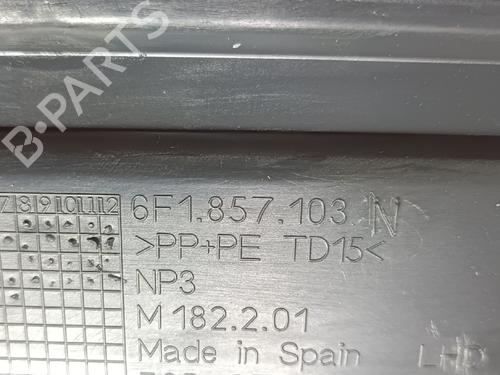 B-PARTS
7 8 9 10 11 12
6F1.857.103 N
>PP+PE TD15<
NP3
M 182.2.01
Made in Spain LHD